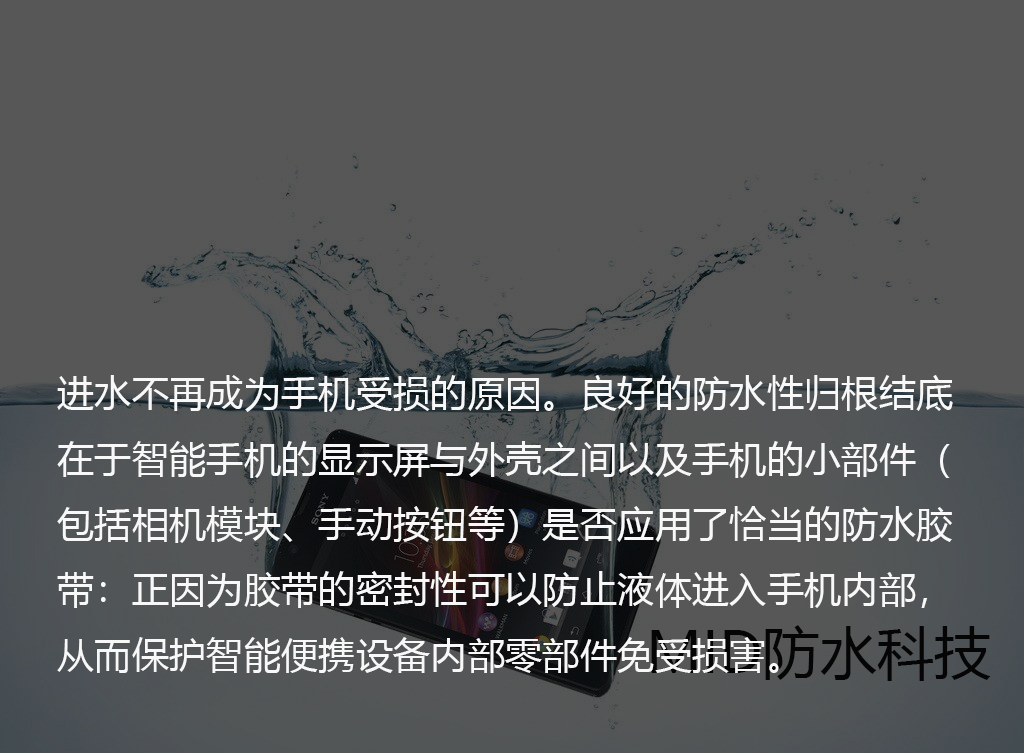 进水不再成为手机受损的原因。良好的防水性归根结底
在于智能手机的显示屏与外壳之间以及手机的小部件（
包括相机模块、手动按钮等）是否应用了恰当的防水胶
带：正因为胶带的密封性可以防止液体进入手机内部，
从而保护智能便携设备内部零部件免受损害。
MID防水科技
SONY